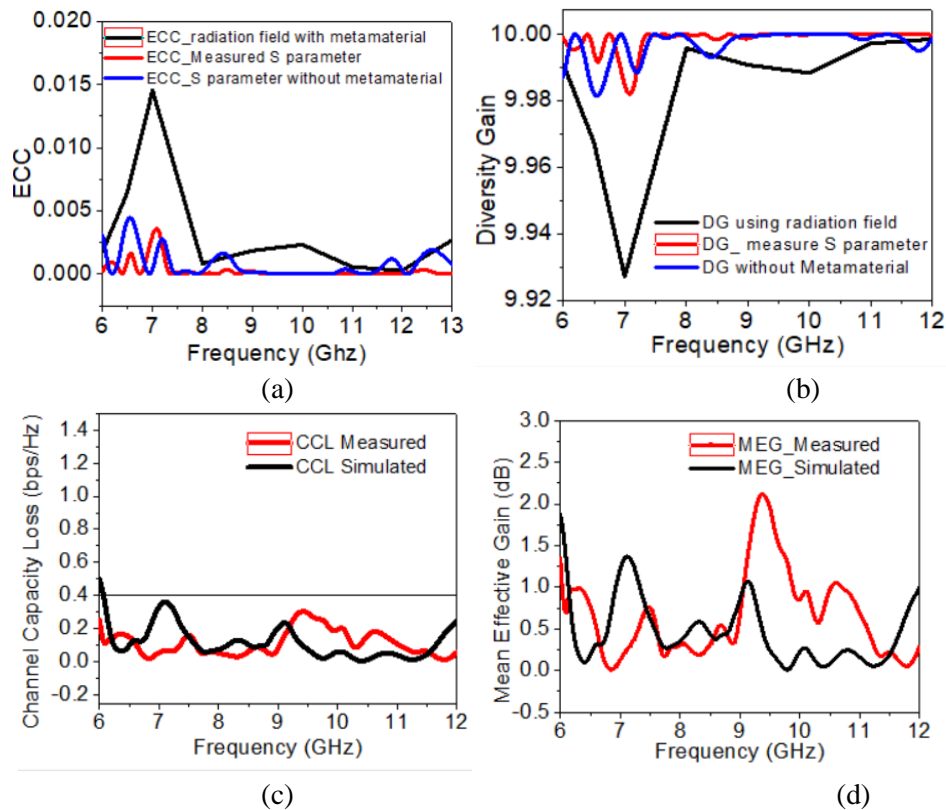 0.020
0.015
0.010
0.005
0.000
ECC
ECC_radiation field with metamaterial
ECC_Measured S parameter
ECC_S parameter without metamaterial
6 7 8 9 10 11 12 13
Frequency (Ghz)
(a)
10.00
9.98
9.96
9.94
9.92
Diversity Gain
DG using radiation field
DG_ measure S parameter
DG without Metamaterial
6 7 8 9 10 11 12
Frequency (GHz)
(b)
1.4
1.2
1.0
0.8
0.6
0.4
0.2
0.0
-0.2
Channel Capacity Loss (bps/Hz)
CCL Measured
CCL Simulated
6 7 8 9 10 11 12
Frequency (GHz)
(c)
3.0
2.5
2.0
1.5
1.0
0.5
0.0
-0.5
Mean Effective Gain (dB)
MEG_Measured
MEG_Simulated
6 7 8 9 10 11 12
Frequency (GHz)
(d)